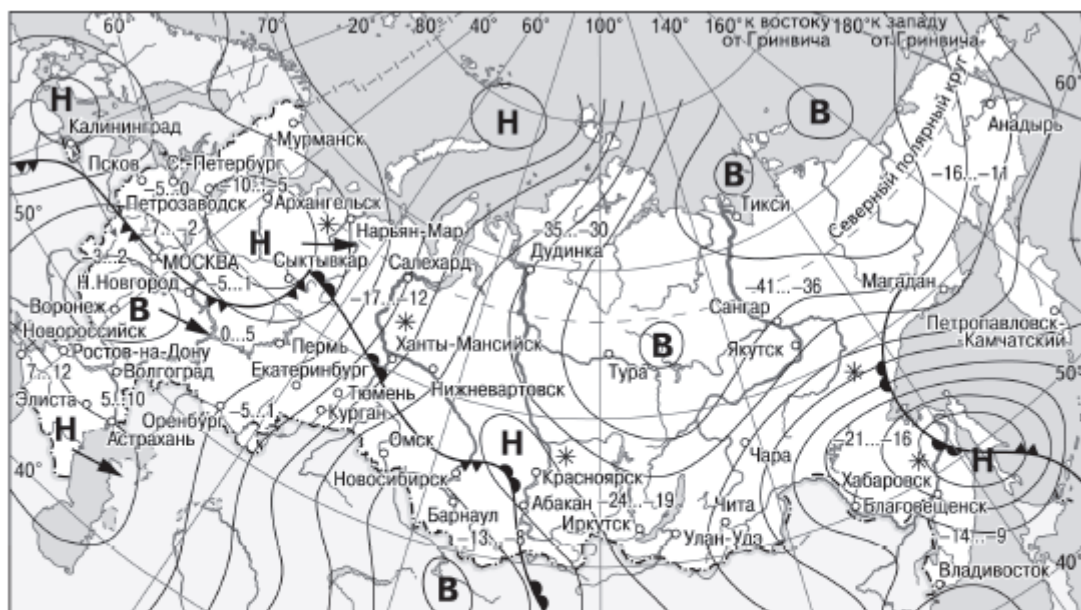 60° 70° 20° 40° 60° 100° 140° 160° к востоку 180° к западу
от Гринвича от Гринвича
60°
Н
В
Н
Калининград
Мурманск
Анадырь
Псков С.-Петербург
Северный полярный круг
В
–5...0 –10...–5
–16...–11
Тикси
Петрозаводск Архангельск
50°
–35...–30
–7...–2
Н
Нарьян-Мар
Дудинка
–3...2 МОСКВА
Сыктывкар Салехард
–41...–36
Магадан
Н.Новгород –5...–1
–17...–12
Сангар
Воронеж
В
Петропавловск-
Камчатский
Новороссийск
0...5
Ханты-Мансийск
В
Якутск
Ростов-на-Дону
Пермь
Тура
Волгоград
Екатеринбург
Нижневартовск
50°
7...12
Тюмень
Элиста 5...10
Оренбург –5...–1 Курган
–21...–16
Н
Астрахань
Омск
Н
Чара
Н
40°
Новосибирск
Красноярск
Хабаровск
Абакан –24...–19
Чита
Благовещенск
Барнаул
Иркутск
Улан-Удэ
–13...–8
–14...–9
40°
В
Владивосток